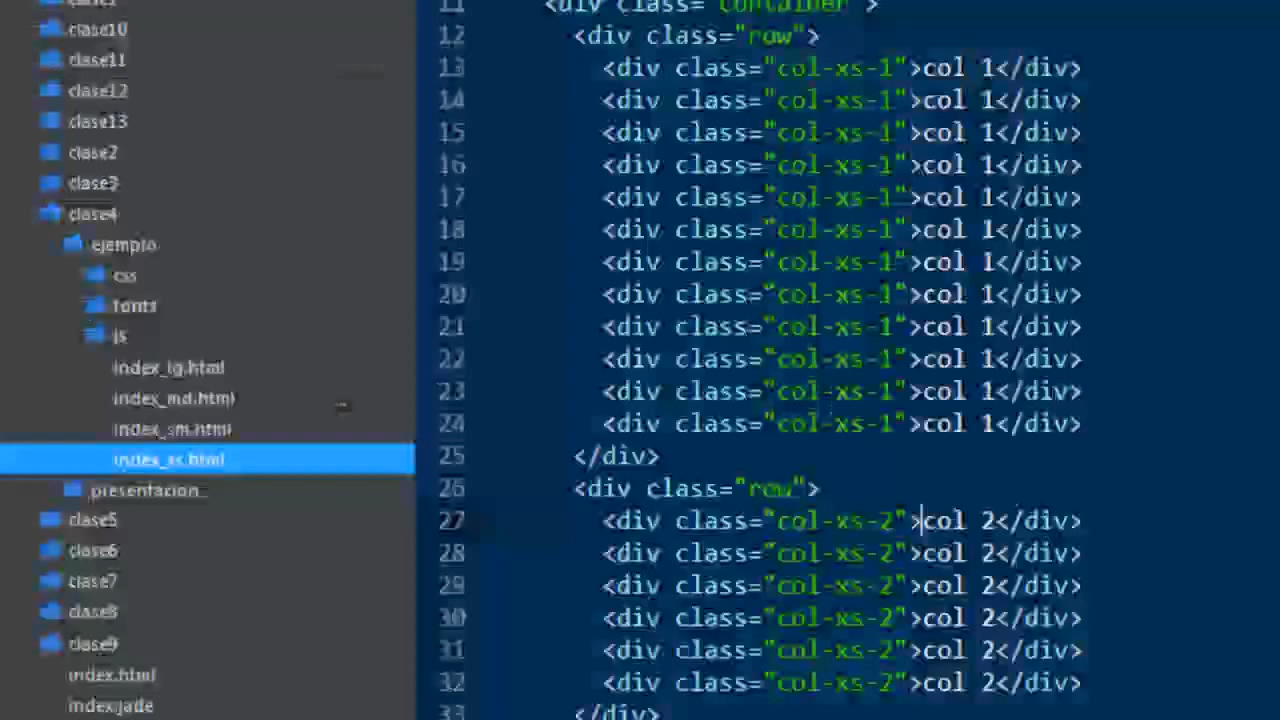 clase10
clase11
clase12
clase13
clase2
clase3
clase4
ejemplo
css
fonts
js
index_lg.html
index_md.html
index_sm.html
index_xs.html
presentacion
clase5
clase6
clase7
clase8
clase9
index.html
index.jade
11 <div class="container">
12 <div class="row">
13 <div class="col-xs-1">col 1</div>
14 <div class="col-xs-1">col 1</div>
15 <div class="col-xs-1">col 1</div>
16 <div class="col-xs-1">col 1</div>
17 <div class="col-xs-1">col 1</div>
18 <div class="col-xs-1">col 1</div>
19 <div class="col-xs-1">col 1</div>
20 <div class="col-xs-1">col 1</div>
21 <div class="col-xs-1">col 1</div>
22 <div class="col-xs-1">col 1</div>
23 <div class="col-xs-1">col 1</div>
24 <div class="col-xs-1">col 1</div>
25 </div>
26 <div class="row">
27 <div class="col-xs-2">col 2</div>
28 <div class="col-xs-2">col 2</div>
29 <div class="col-xs-2">col 2</div>
30 <div class="col-xs-2">col 2</div>
31 <div class="col-xs-2">col 2</div>
32 <div class="col-xs-2">col 2</div>
33 </div>